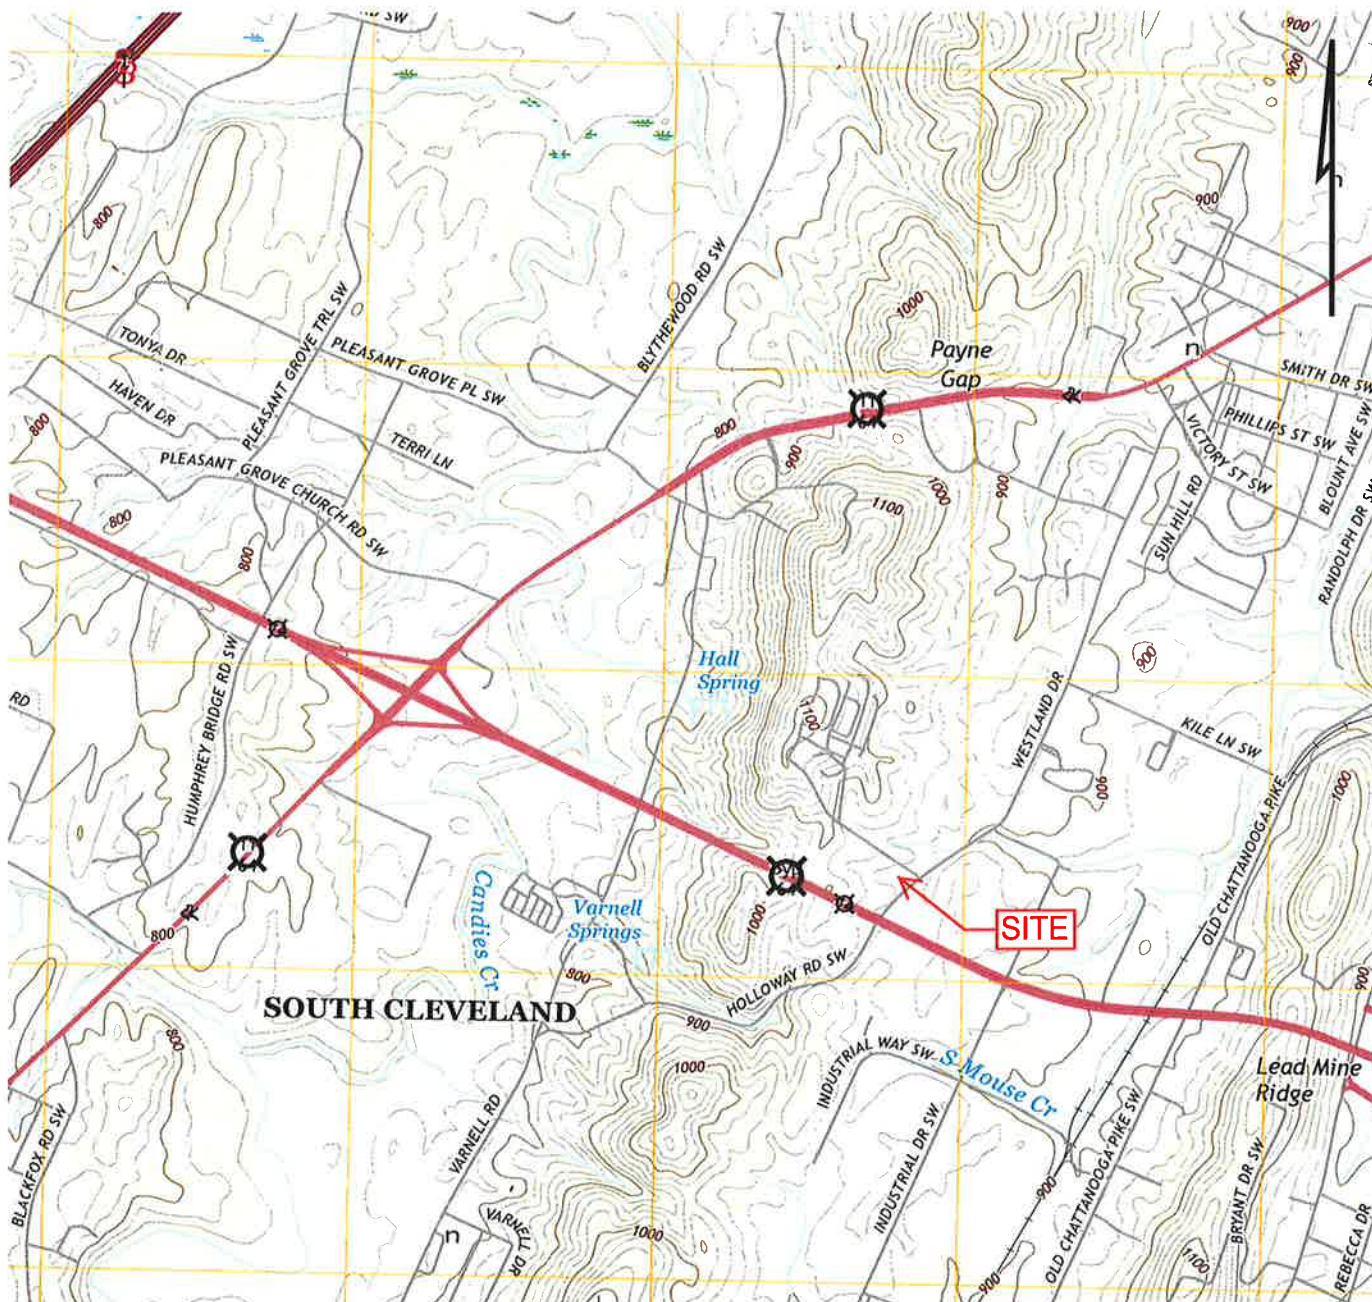 RD SW
900
900
800
900
1000
Payne
Gap
TONYA DR
PLEASANT GROVE TRL SW
PLEASANT GROVE PL SW
BLYTHEWOOD RD SW
HAVEN DR
TERRI LN
PLEASANT GROVE CHURCH RD SW
SMITH DR SW
PHILLIPS ST SW
VICTORY ST SW
BLOUNT AVE SW
RANDOLPH DR SW
SUN HILL RD
800
800
900
1000
900
1100
800
800
HUMPHREY BRIDGE RD SW
RD
Hall
Spring
1100
WESTLAND DR
900
KILE LN SW
900
1000
OLD CHATTANOOGA PIKE
Candies Cr
Varnell
Springs
1000
SITE
800
800
HOLLOWAY RD SW
900
SOUTH CLEVELAND
900
1000
800
INDUSTRIAL WAY SW
S Mouse Cr
Lead Mine
Ridge
BLACKFOX RD SW
VARNELL RD
INDUSTRIAL DR SW
OLD CHATTANOOGA PIKE SW
900
BRYANT DR SW
VARNELL DR
n
n
1000
900
1100
REBECCA DR